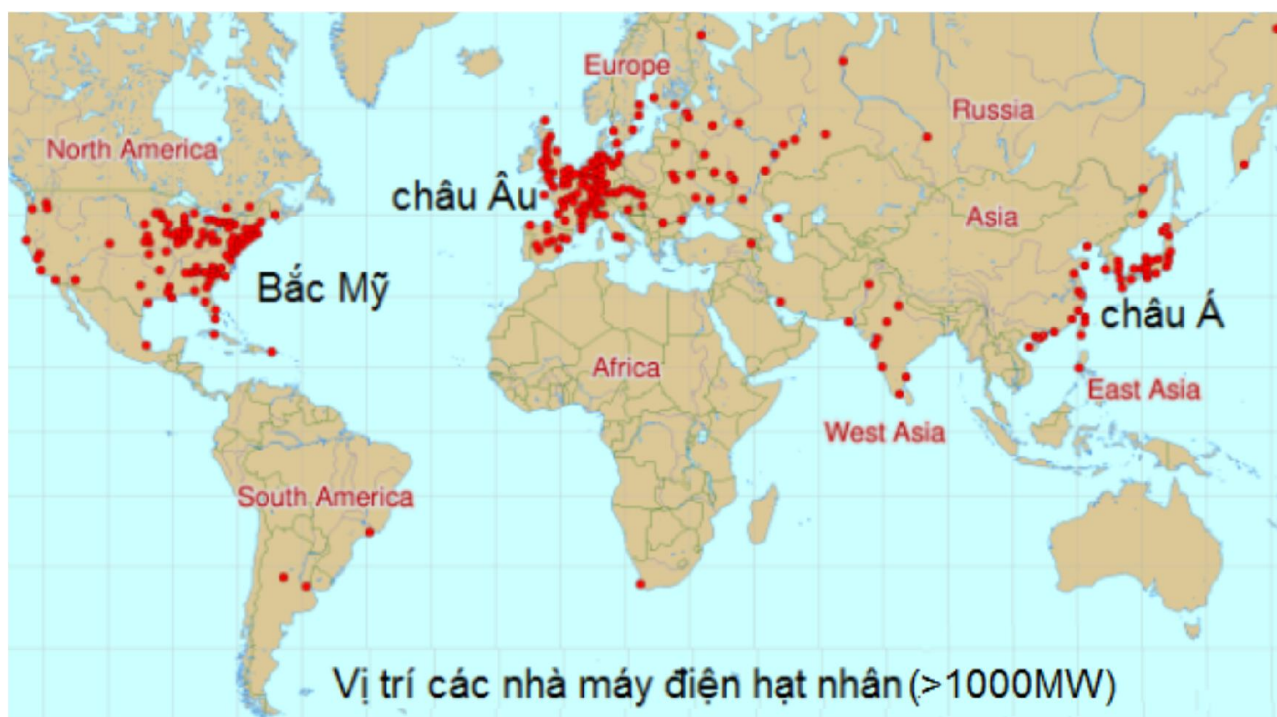 Europe
Russia
North America
châu Âu
Asia
Bắc Mỹ
châu Á
Africa
East Asia
West Asia
South America
Vị trí các nhà máy điện hạt nhân (>1000MW)